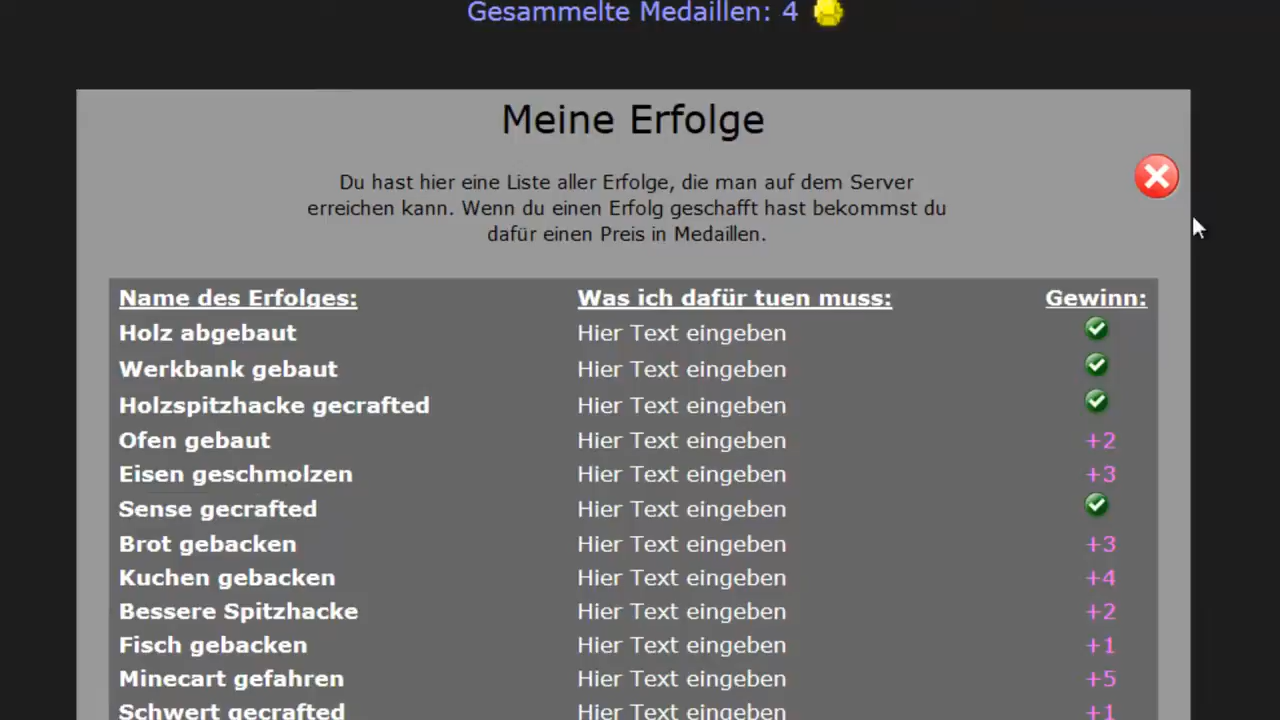 Gesammelte Medaillen: 4
Meine Erfolge
Du hast hier eine Liste aller Erfolge, die man auf dem Server
erreichen kann. Wenn du einen Erfolg geschafft hast bekommst du
dafür einen Preis in Medaillen.
Name des Erfolges: Was ich dafür tuen muss: Gewinn:
Holz abgebaut Hier Text eingeben
Werkbank gebaut Hier Text eingeben
Holzspitzhacke gecrafted Hier Text eingeben
Ofen gebaut Hier Text eingeben +2
Eisen geschmolzen Hier Text eingeben +3
Sense gecrafted Hier Text eingeben
Brot gebacken Hier Text eingeben +3
Kuchen gebacken Hier Text eingeben +4
Bessere Spitzhacke Hier Text eingeben +2
Fisch gebacken Hier Text eingeben +1
Minecart gefahren Hier Text eingeben +5
Schwert gecrafted Hier Text eingeben +1